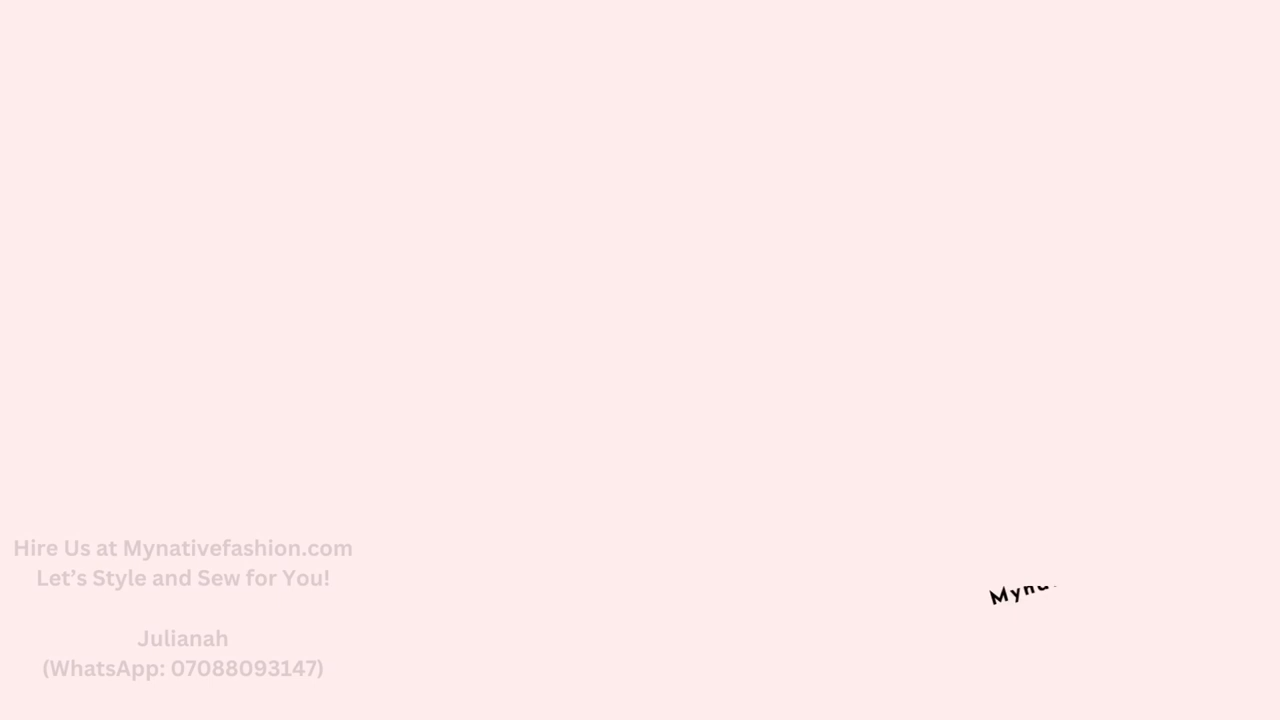 Hire Us at Mynativefashion.com
Let’s Style and Sew for You!
Julianah
(WhatsApp: 07088093147)